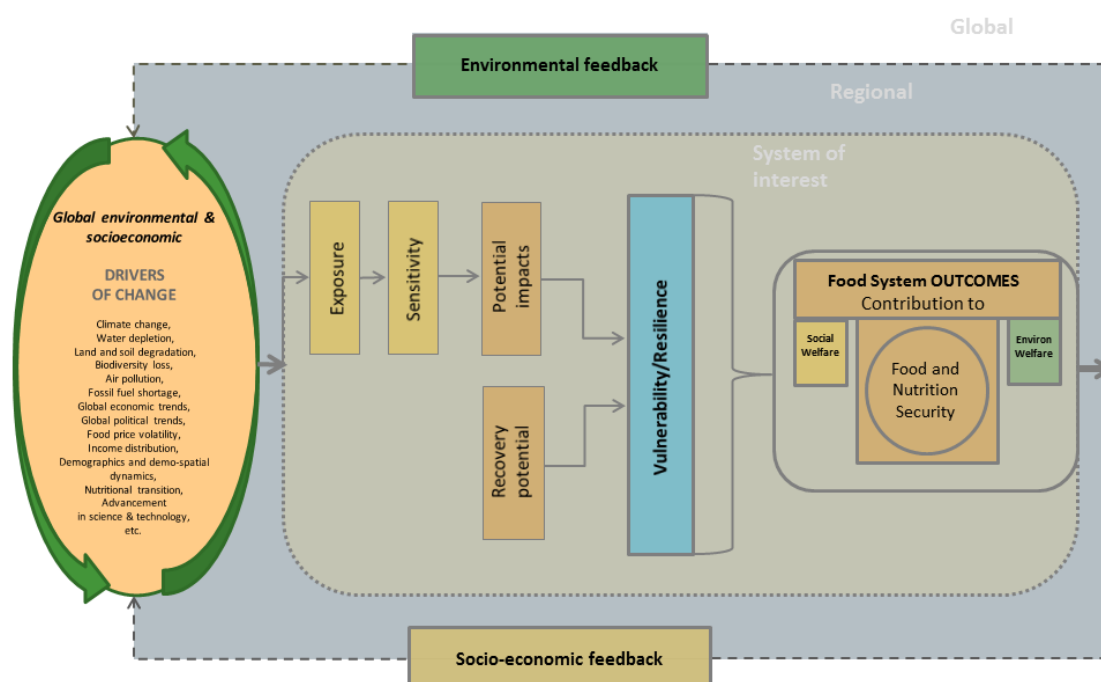 Global
Environmental feedback
Regional
System of
interest
Global environmental &
socioeconomic
DRIVERS
OF CHANGE
Climate change,
Water depletion,
Land and soil degradation,
Biodiversity loss,
Air pollution,
Fossil fuel shortage,
Global economic trends,
Global political trends,
Food price volatility,
Income distribution,
Demographics and demo-spatial
dynamics,
Nutritional transition,
Advancement
in science & technology,
etc.
Exposure
Sensitivity
Potential
impacts
Recovery
potential
Vulnerability/Resilience
Food System OUTCOMES
Contribution to
Social
Welfare
Food and
Nutrition
Security
Environ
Welfare
Socio-economic feedback